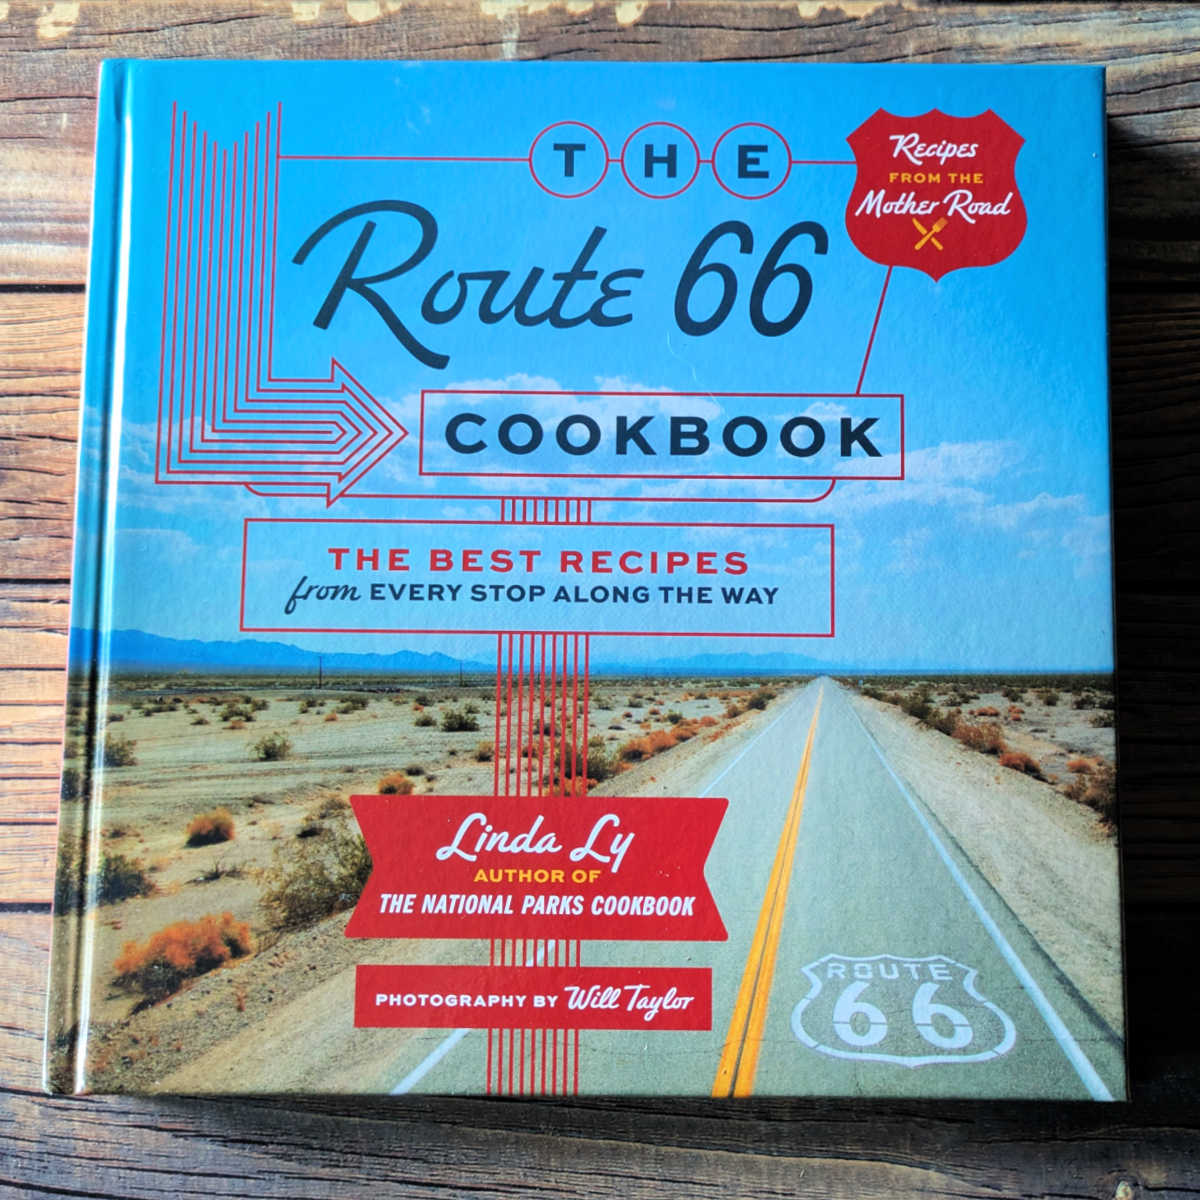 THE
Recipes
FROM THE
Mother Road
Route 66
COOKBOOK
THE BEST RECIPES
from EVERY STOP ALONG THE WAY
Linda Ly
AUTHOR OF
THE NATIONAL PARKS COOKBOOK
PHOTOGRAPHY BY Will Taylor
ROUTE
66